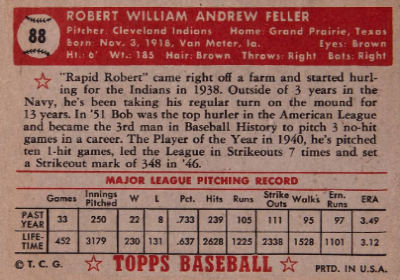 88
ROBERT WILLIAM ANDREW FELLER
Pitcher: Cleveland Indians Home: Grand Prairie, Texas
Born: Nov. 3, 1918, Van Meter, Ia. Eyes: Brown
Ht.: 6' Wt.: 185 Hair: Brown Throws: Right Bats: Right
"Rapid Robert" came right off a farm and started hurl-
ing for the Indians in 1938. Outside of 3 years in the
Navy, he's been taking his regular turn on the mound for
13 years. In '51 Bob was the top hurler in the American League
and became the 3rd man in Baseball History to pitch 3 no-hit
games in a career. The Player of the Year in 1940, he's pitched
ten 1-hit games, led the League in Strikeouts 7 times and set
a Strikeout mark of 348 in '46.
MAJOR LEAGUE PITCHING RECORD
Games Innings Pitched W L Pct. Hits Runs Strike Outs Walks Ern. Runs ERA
PAST YEAR 33 250 22 8 .733 239 105 111 95 97 3.49
LIFE-TIME 452 3179 230 131 .637 2628 1225 2338 1528 1101 3.12
© T. C. G. TOPPS BASEBALL PRTD. IN U.S.A.